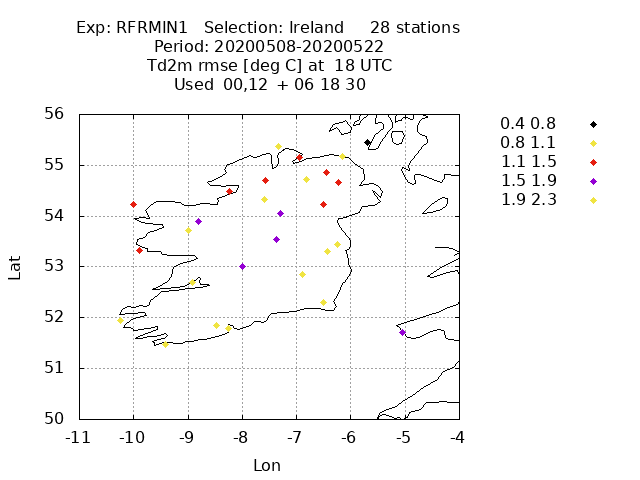 Exp: RFRMIN1 Selection: Ireland 28 stations
Period: 20200508-20200522
Td2m rmse [deg C] at 18 UTC
Used 00,12 + 06 18 30
0.4 0.8
0.8 1.1
1.1 1.5
1.5 1.9
1.9 2.3
56
55
54
53
52
51
50
Lat
-11 -10 -9 -8 -7 -6 -5 -4
Lon